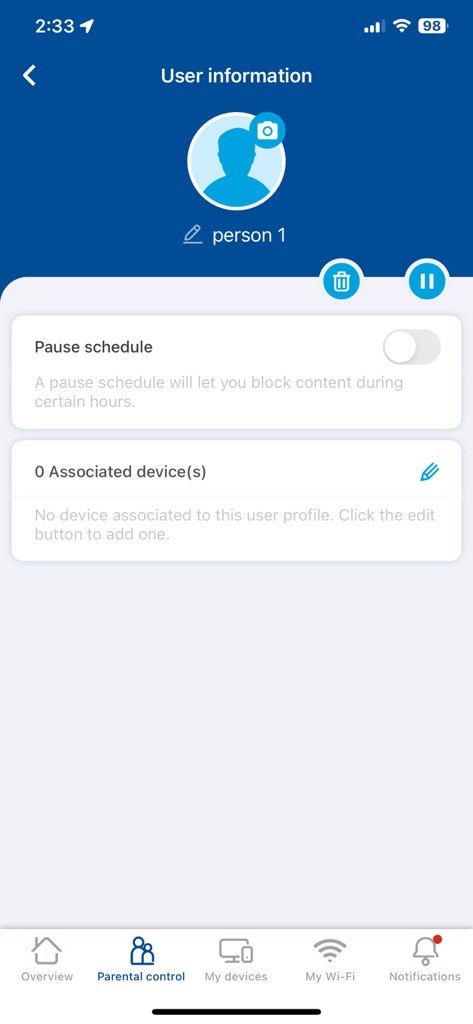 2:33
98
User information
person 1
Pause schedule
A pause schedule will let you block content during
certain hours.
0 Associated device(s)
No device associated to this user profile. Click the edit
button to add one.
Overview
Parental control
My devices
My Wi-Fi
Notifications